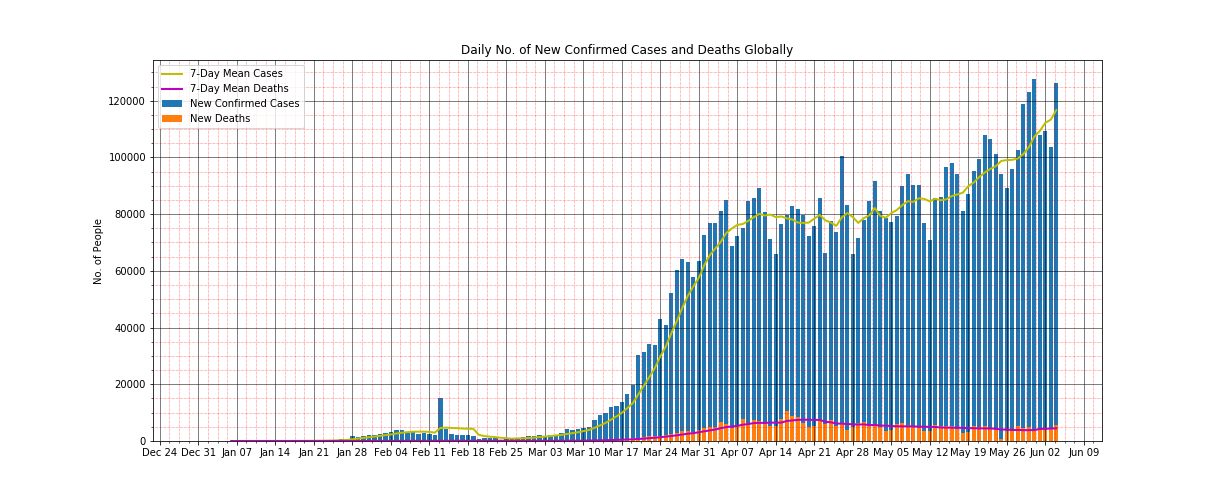 Daily No. of New Confirmed Cases and Deaths Globally
7-Day Mean Cases
7-Day Mean Deaths
New Confirmed Cases
New Deaths
No. of People
120000
100000
80000
60000
40000
20000
0
Dec 24 Dec 31 Jan 07 Jan 14 Jan 21 Jan 28 Feb 04 Feb 11 Feb 18 Feb 25 Mar 03 Mar 10 Mar 17 Mar 24 Mar 31 Apr 07 Apr 14 Apr 21 Apr 28 May 05 May 12 May 19 May 26 Jun 02 Jun 09